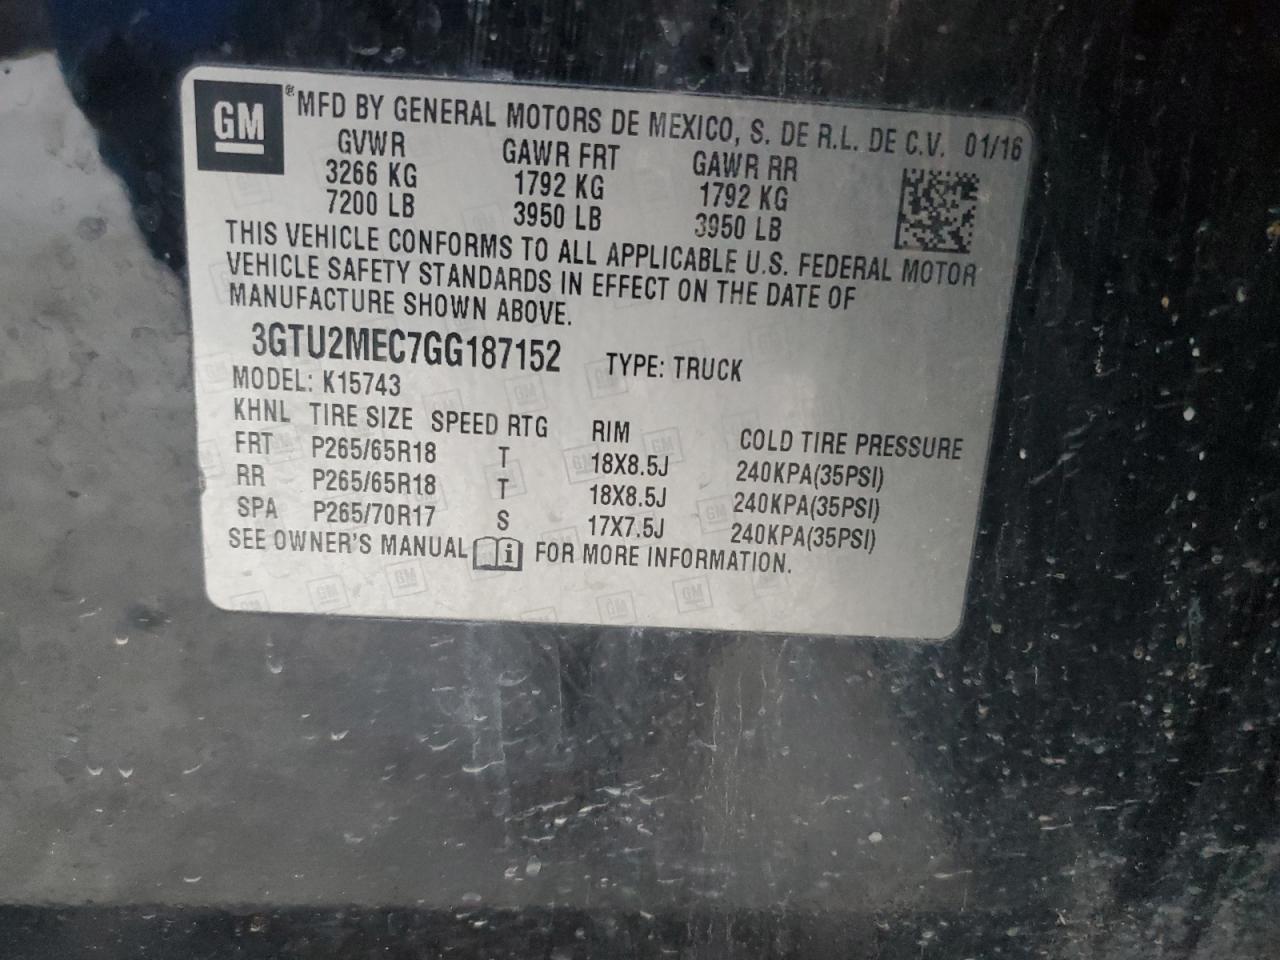 GM ® MFD BY GENERAL MOTORS DE MEXICO, S. DE R.L. DE C.V. 01/16
GVWR GAWR FRT GAWR RR
3266 KG 1792 KG 1792 KG
7200 LB 3950 LB 3950 LB
THIS VEHICLE CONFORMS TO ALL APPLICABLE U.S. FEDERAL MOTOR
VEHICLE SAFETY STANDARDS IN EFFECT ON THE DATE OF
MANUFACTURE SHOWN ABOVE.
3GTU2MEC7GG187152 TYPE: TRUCK
MODEL: K15743
KHNL TIRE SIZE SPEED RTG RIM COLD TIRE PRESSURE
FRT P265/65R18 T 18X8.5J 240KPA(35PSI)
RR P265/65R18 T 18X8.5J 240KPA(35PSI)
SPA P265/70R17 S 17X7.5J 240KPA(35PSI)
SEE OWNER'S MANUAL i FOR MORE INFORMATION.